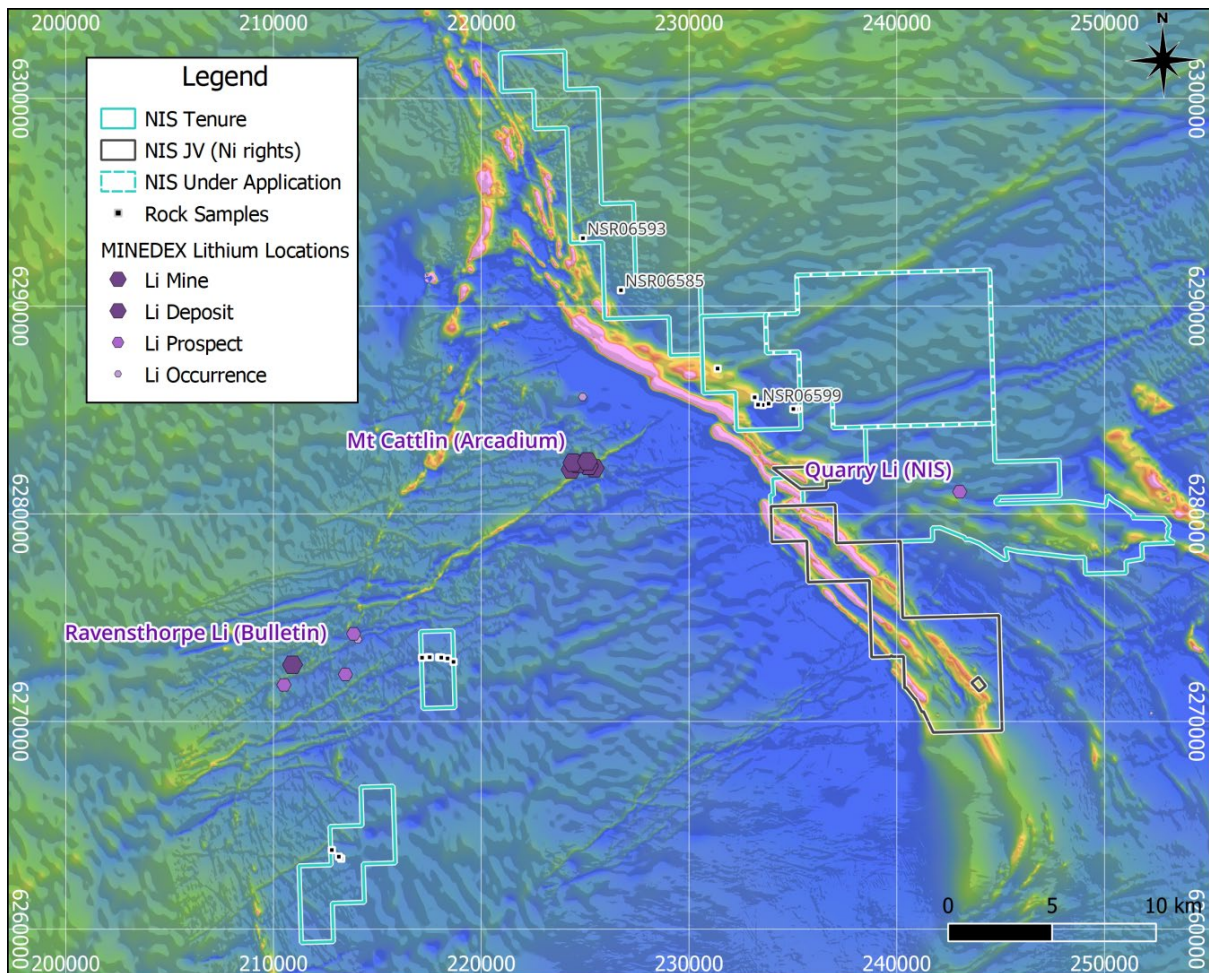 200000 210000 220000 230000 240000 250000
N
Legend
NIS Tenure
NIS JV (Ni rights)
NIS Under Application
Rock Samples
MINEDEX Lithium Locations
Li Mine
Li Deposit
Li Prospect
Li Occurrence
6300000 6300000
NSR06593
NSR06585
6290000 6290000
NSR06599
Mt Cattlin (Arcadium)
Quarry Li (NIS)
6280000 6280000
Ravensthorpe Li (Bulletin)
6270000 6270000
0 5 10 km
6260000 6260000
200000 210000 220000 230000 240000 250000